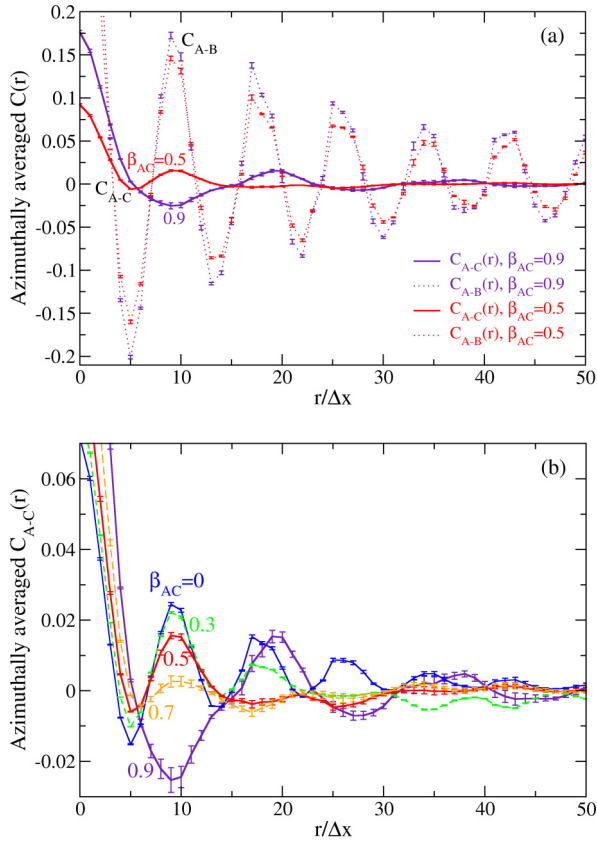 (a)
Azimuthally averaged C(r)
0.2
0.15
0.1
0.05
0
-0.05
-0.1
-0.15
-0.2
C_A-B
β_AC=0.5
C_A-C
0.9
C_A-C(r), β_AC=0.9
C_A-B(r), β_AC=0.9
C_A-C(r), β_AC=0.5
C_A-B(r), β_AC=0.5
0 10 20 30 40 50
r/Δx
(b)
Azimuthally averaged C_A-C(r)
0.06
0.04
0.02
0
-0.02
β_AC=0
0.3
0.5
0.7
0.9
0 10 20 30 40 50
r/Δx